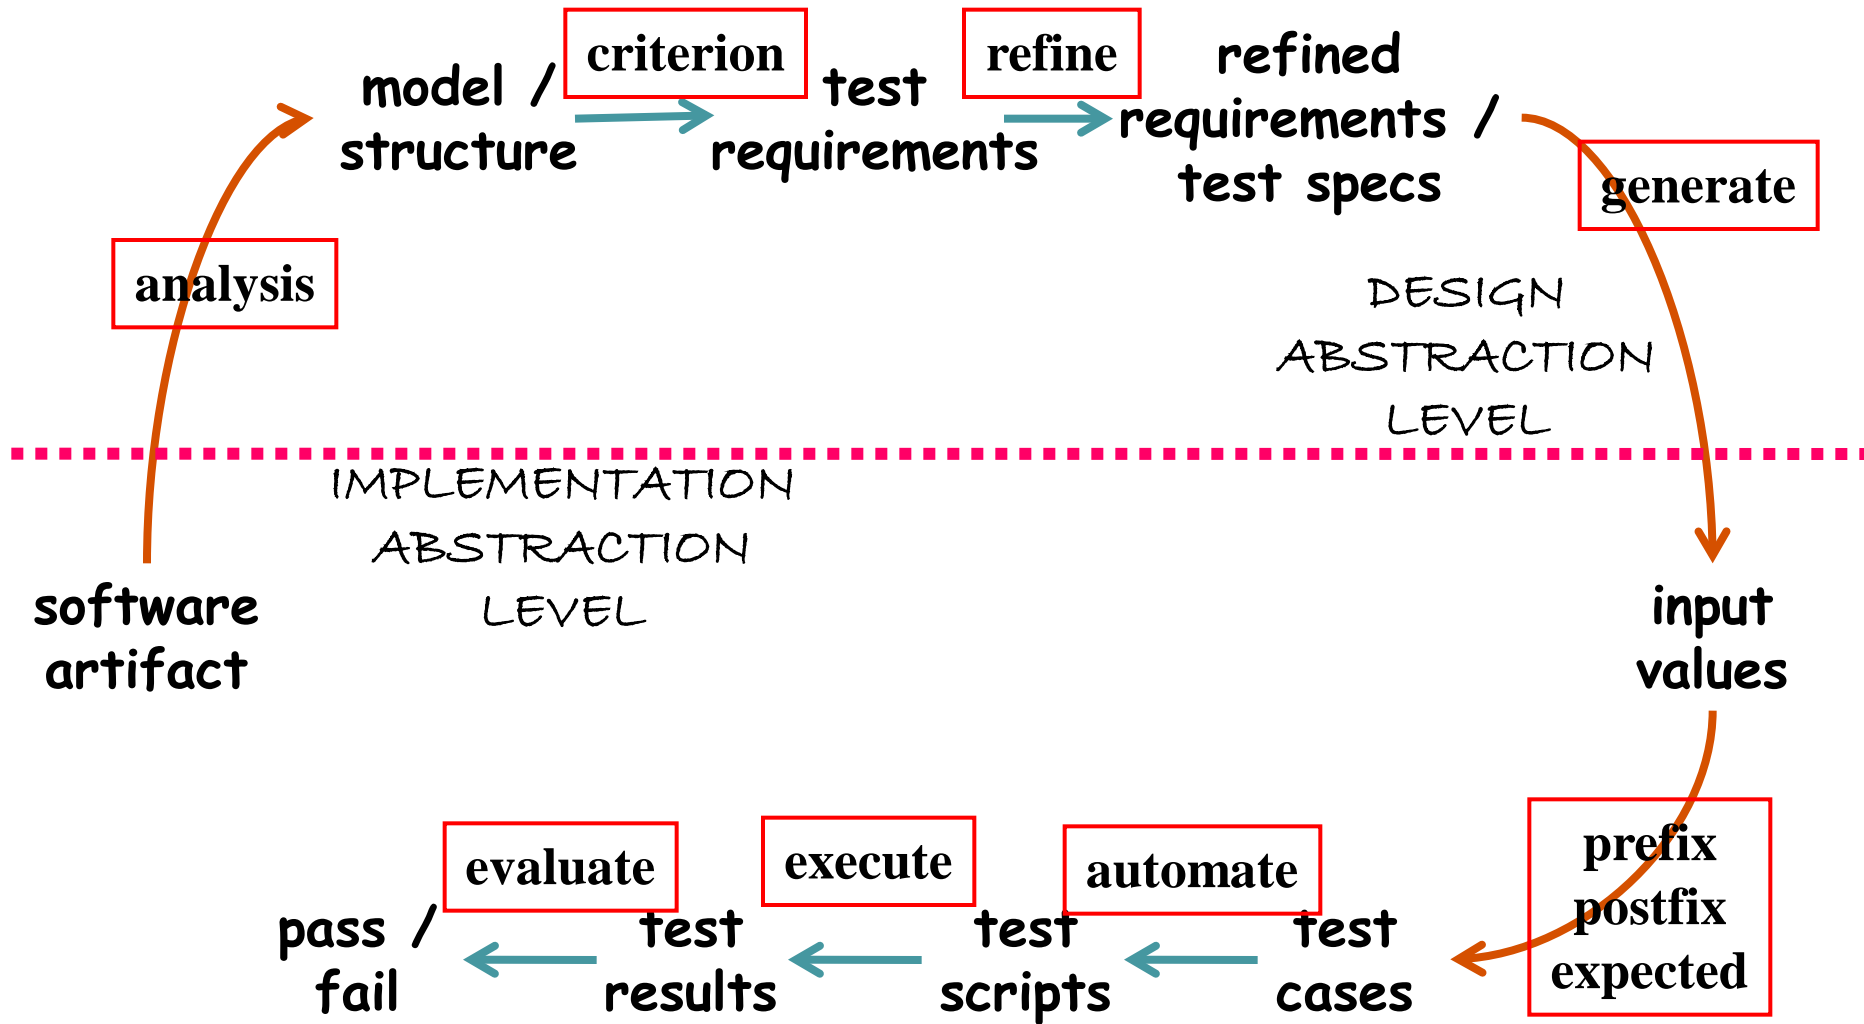 criterion
refine
model /
structure
test
requirements
refined
requirements /
test specs
generate
analysis
DESIGN
ABSTRACTION
LEVEL
IMPLEMENTATION
ABSTRACTION
LEVEL
software
artifact
input
values
prefix
postfix
expected
automate
execute
evaluate
test
cases
test
scripts
test
results
pass /
fail